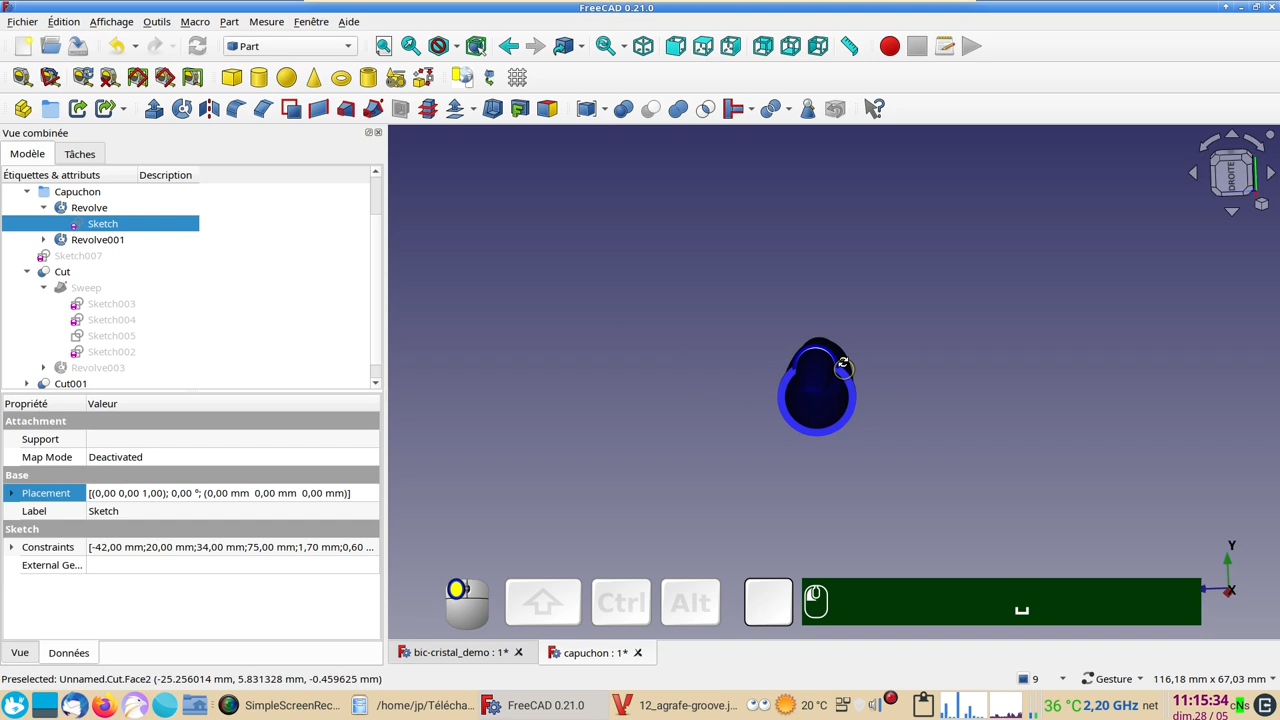 FreeCAD 0.21.0
Fichier Édition Affichage Outils Macro Part Mesure Fenêtre Aide
Part
Vue combinée
Modèle Tâches
Étiquettes & attributs Description
Capuchon
Revolve
Sketch
Revolve001
Sketch007
Cut
Sweep
Sketch003
Sketch004
Sketch005
Sketch002
Revolve003
Cut001
DROITE
Propriété Valeur
Attachment
Support
Map Mode Deactivated
Base
Placement [(0,00 0,00 1,00); 0,00 °; (0,00 mm 0,00 mm 0,00 mm)]
Label Sketch
Sketch
Constraints [-42,00 mm;20,00 mm;34,00 mm;75,00 mm;1,70 mm;0,60 ...
External Ge...
Y
X
Ctrl Alt
Vue Données
bic-cristal_demo : 1* capuchon : 1*
Preselected: Unnamed.Cut.Face2 (-25.256014 mm, 5.831328 mm, -0.459625 mm) 9 Gesture 116,18 mm x 67,03 mm
SimpleScreenRec... /home/jp/Télécha... FreeCAD 0.21.0 12_agrafe-groove.j... 20 °C 36 °C 2,20 GHz net 11:15:34
dim.28 / 05